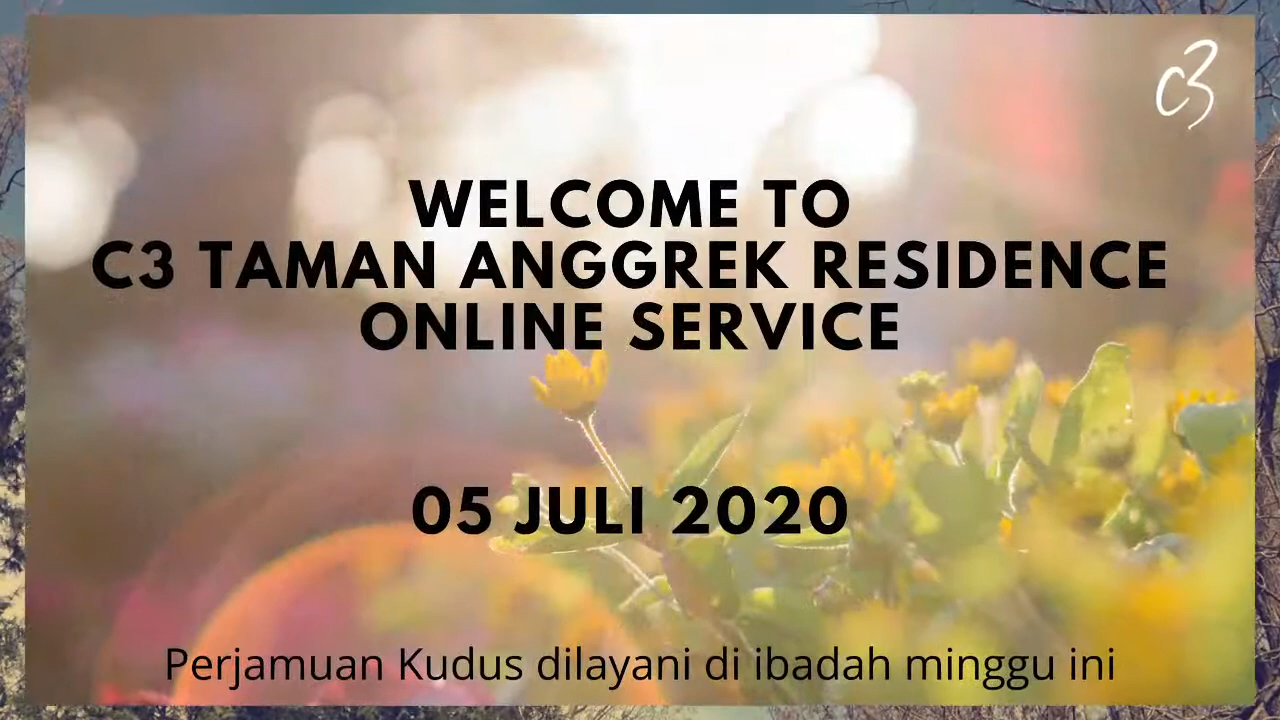 c3
WELCOME TO
C3 TAMAN ANGGREK RESIDENCE
ONLINE SERVICE
05 JULI 2020
Perjamuan Kudus dilayani di ibadah minggu ini